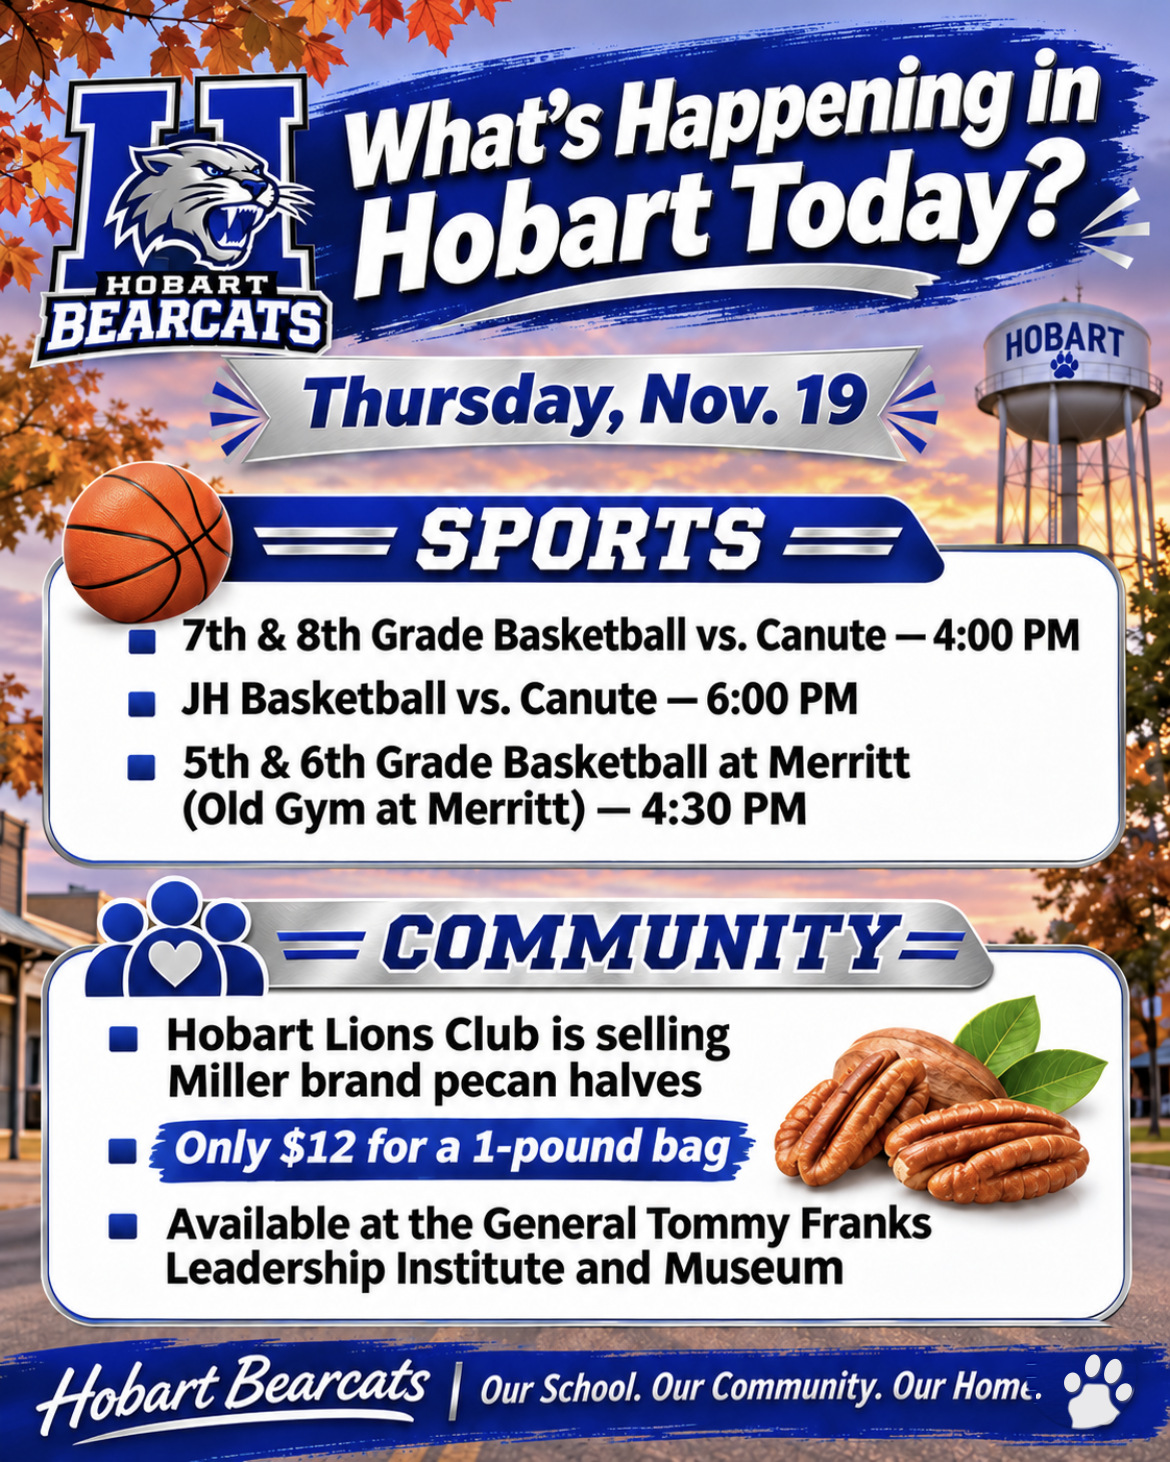 What's Happening in
Hobart Today?
HOBART
BEARCATS
HOBART
Thursday, Nov. 19
SPORTS
7th & 8th Grade Basketball vs. Canute — 4:00 PM
JH Basketball vs. Canute — 6:00 PM
5th & 6th Grade Basketball at Merritt
(Old Gym at Merritt) — 4:30 PM
COMMUNITY
Hobart Lions Club is selling
Miller brand pecan halves
Only $12 for a 1-pound bag
Available at the General Tommy Franks
Leadership Institute and Museum
Hobart Bearcats | Our School. Our Community. Our Home.